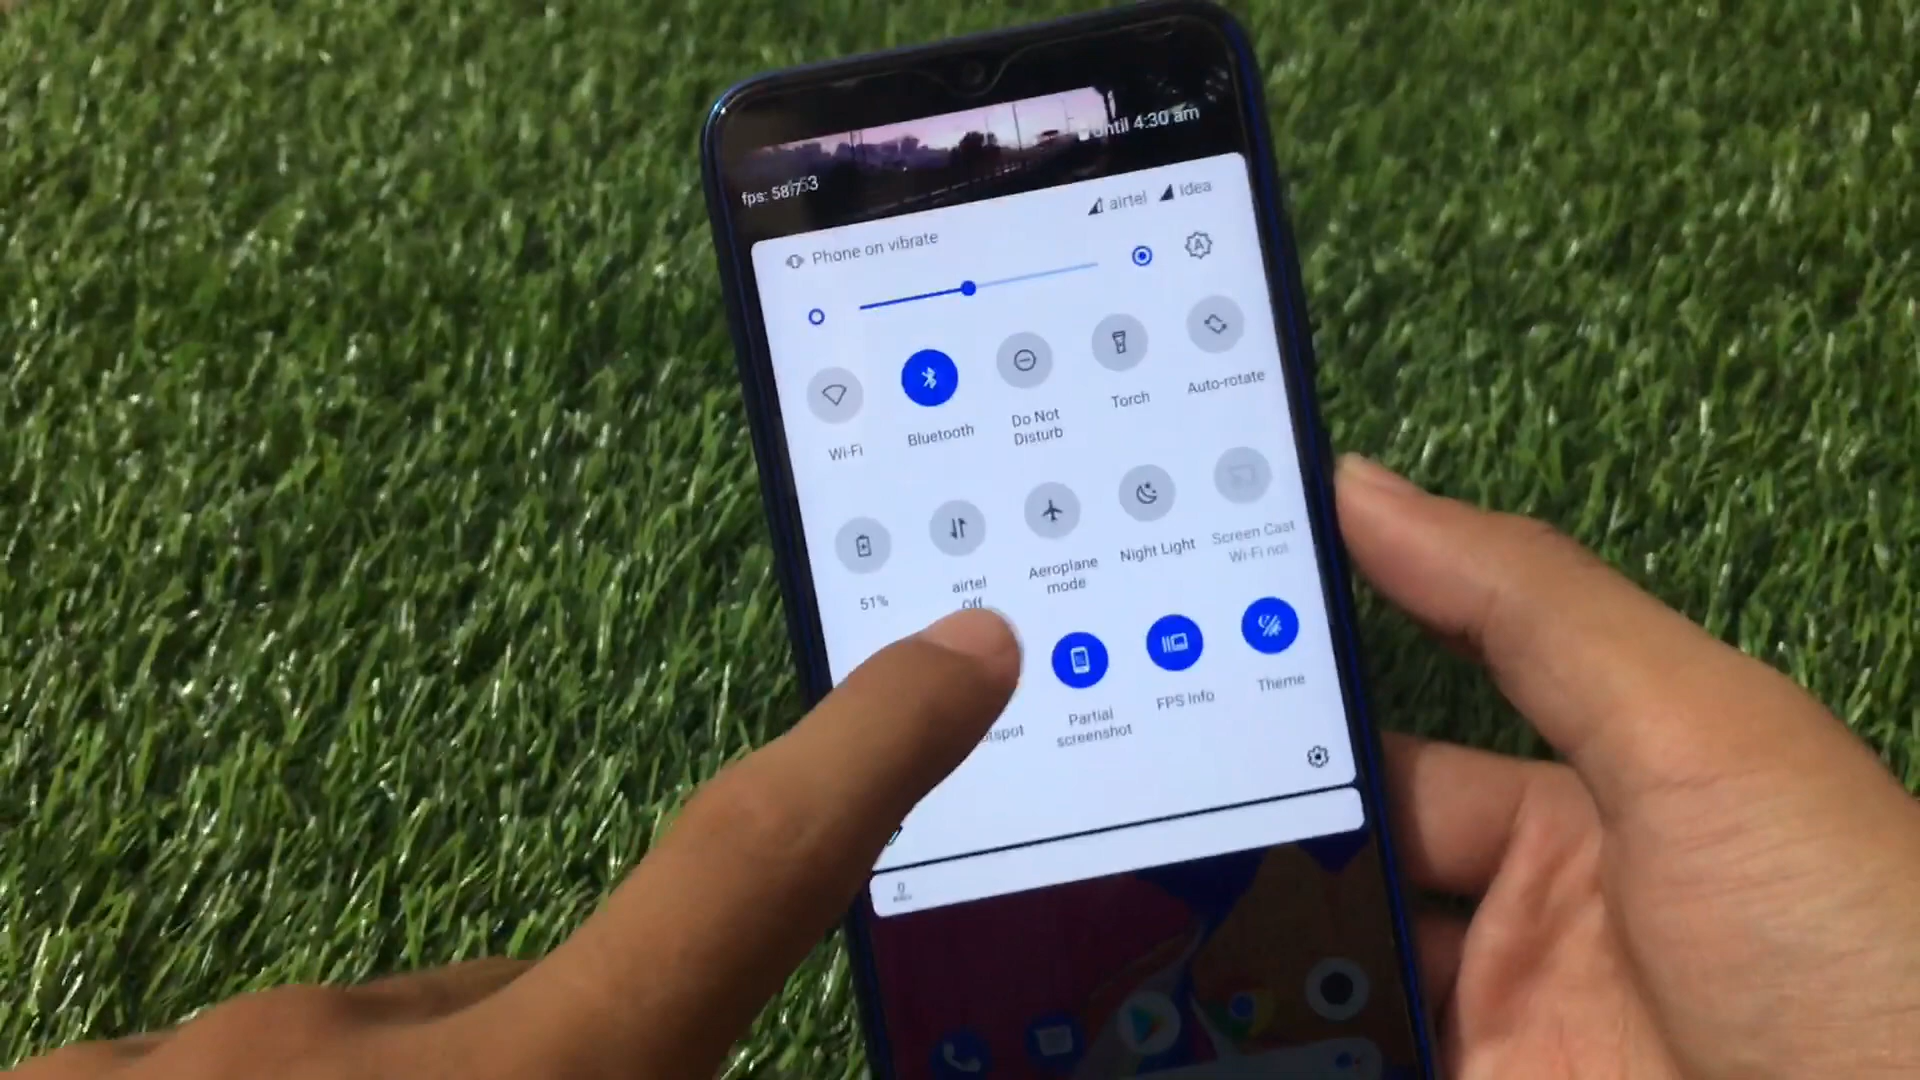 until 4:30 am
fps: 58
airtel
Idea
Phone on vibrate
Wi-Fi
Bluetooth
Do Not
Disturb
Torch
Auto-rotate
51%
airtel
Off
Aeroplane
mode
Night Light
Screen Cast
Wi-Fi not
Partial
screenshot
FPS Info
Theme
0